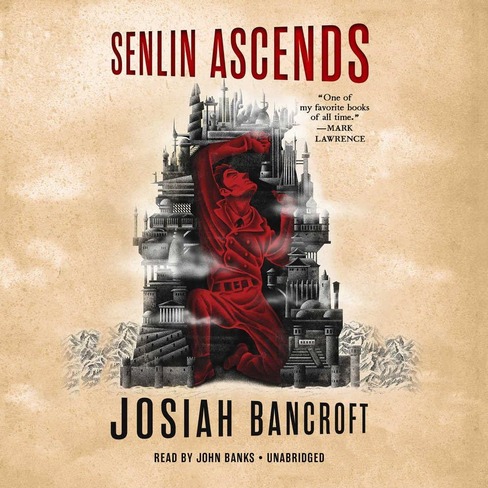 SENLIN ASCENDS
“One of
my favorite books
of all time.”
—MARK
LAWRENCE
JOSIAH BANCROFT
READ BY JOHN BANKS • UNABRIDGED